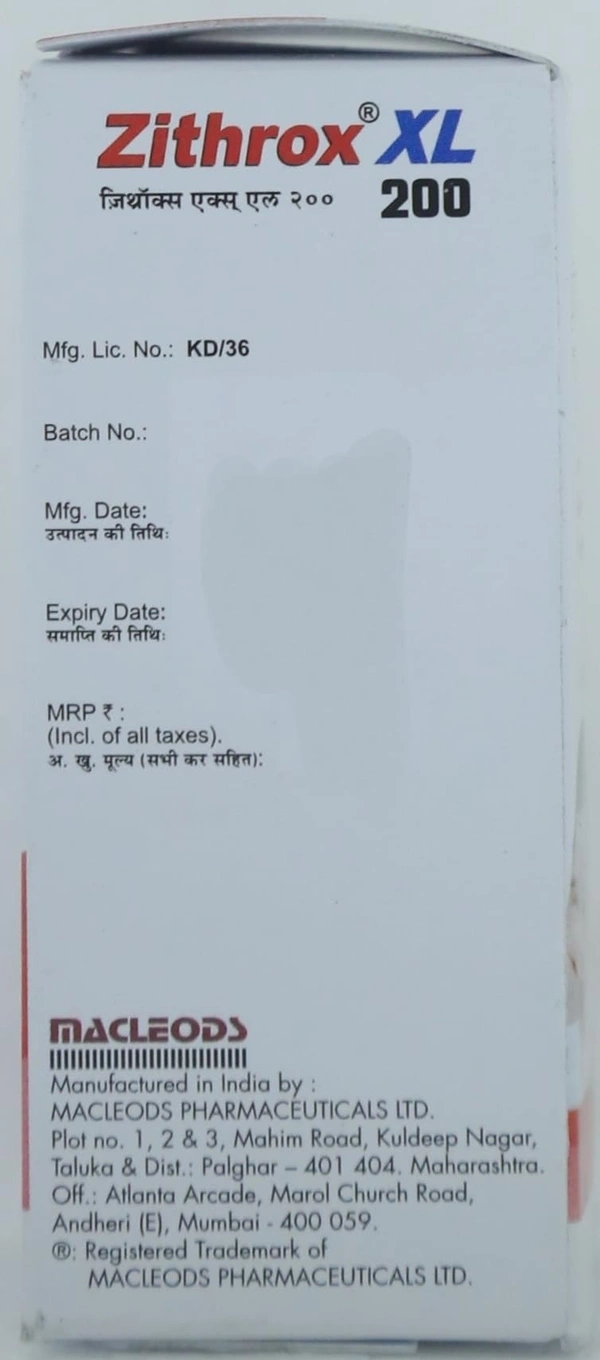 Zithrox® XL
ज़िथ्रॉक्स एक्स् एल २०० 200
Mfg. Lic. No.: KD/36
Batch No.:
Mfg. Date:
उत्पादन की तिथि:
Expiry Date:
समाप्ति की तिथि:
MRP ₹ :
(Incl. of all taxes).
अ. खु. मूल्य (सभी कर सहित):
MACLEODS
Manufactured in India by :
MACLEODS PHARMACEUTICALS LTD.
Plot no. 1, 2 & 3, Mahim Road, Kuldeep Nagar,
Taluka & Dist.: Palghar – 401 404. Maharashtra.
Off.: Atlanta Arcade, Marol Church Road,
Andheri (E), Mumbai - 400 059.
®: Registered Trademark of
MACLEODS PHARMACEUTICALS LTD.